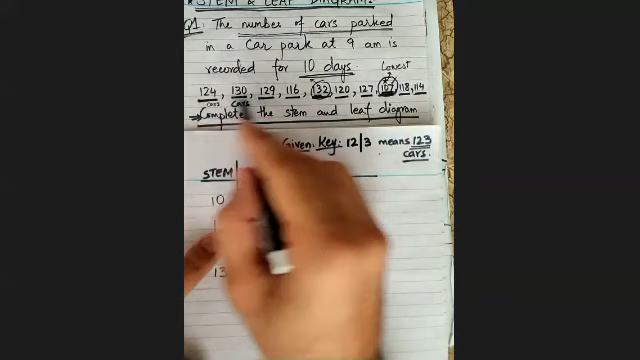 STEM & LEAF DIAGRAM:
Q1: The number of cars parked
in a Car park at 9 am is
recorded for 10 days. Lowest
124, 130, 129, 116, 132, 120, 127, 107, 118, 114
cars cars
Complete the stem and leaf diagram
Given: Key: 12|3 means 123
cars.
STEM
10
13